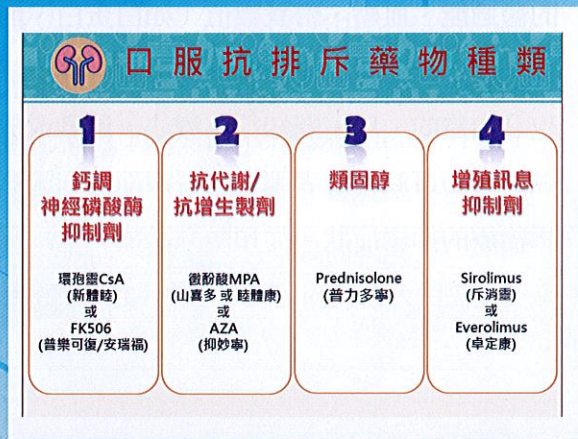 口服抗排斥藥物種類
1
鈣調
神經磷酸酶
抑制劑
環孢靈CsA
(新體睦)
或
FK506
(普樂可復/安瑞福)
2
抗代謝/
抗增生製劑
黴酚酸MPA
(山喜多 或 睦體康)
或
AZA
(抑妙寧)
3
類固醇
Prednisolone
(普力多寧)
4
增殖訊息
抑制劑
Sirolimus
(斥消靈)
或
Everolimus
(卓定康)